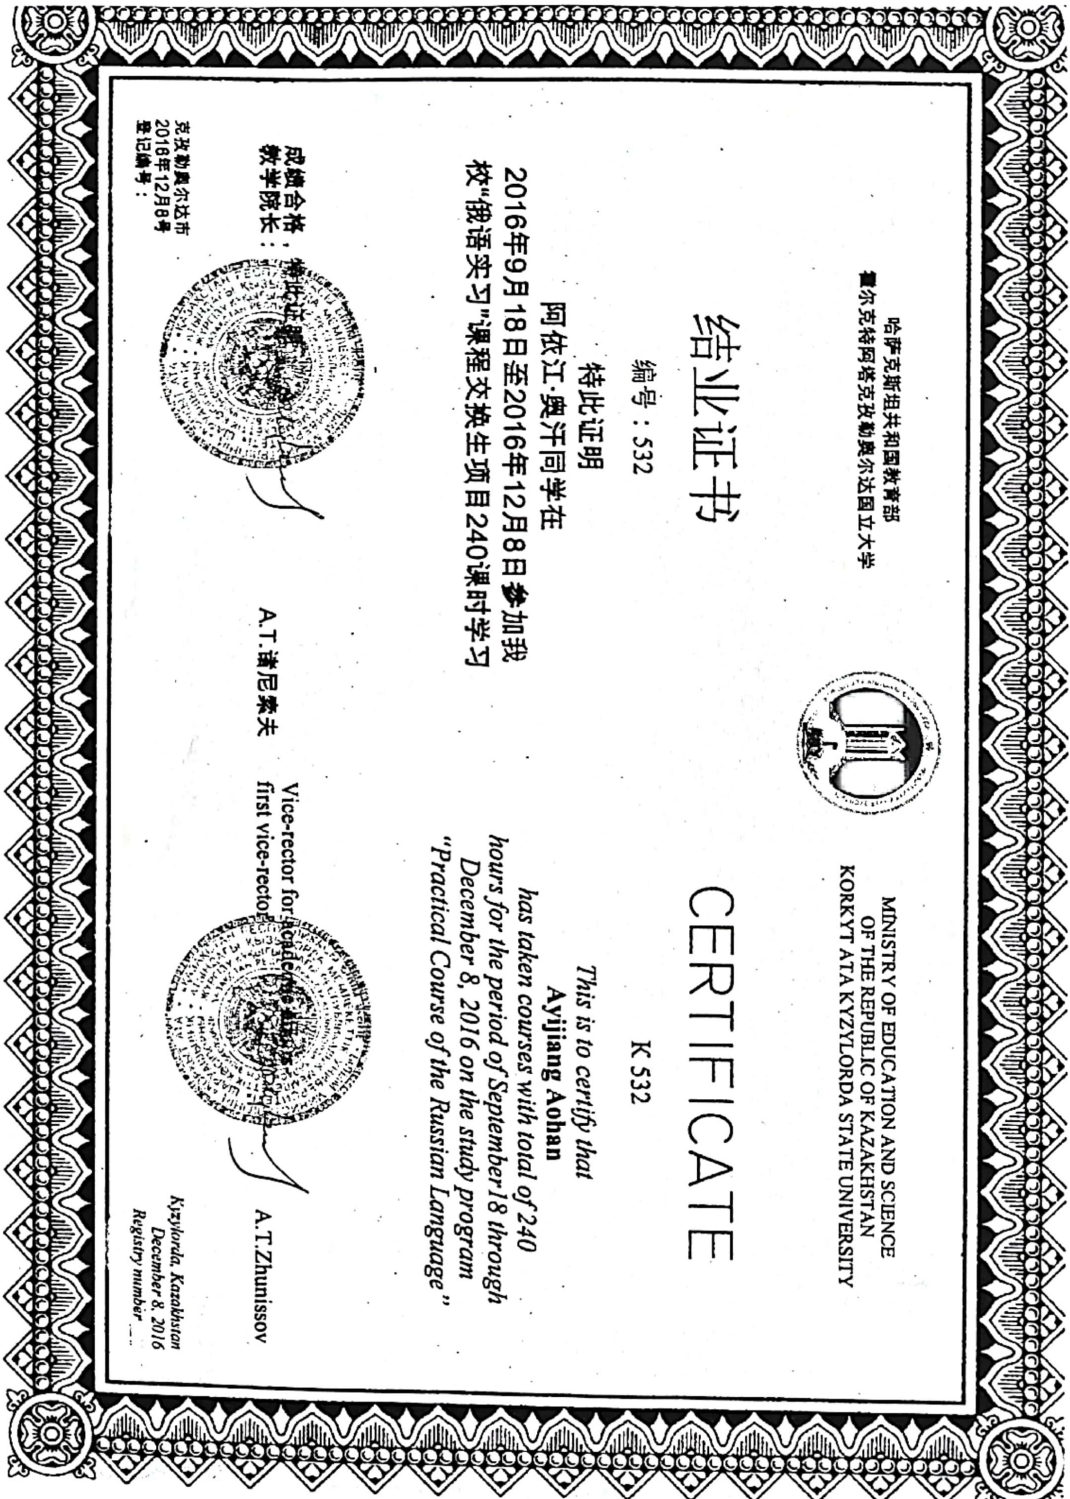 哈萨克斯坦共和国教育部
霍尔克特阿塔克孜勒奥尔达国立大学
结业证书
编号：532
特此证明
阿依江·奥汗同学在
2016年9月18日至2016年12月8日参加我
校“俄语实习”课程交换生项目240课时学习
成绩合格，特此证明
教学院长：
A.T.诸尼索夫
克孜勒奥尔达市
2016年12月8号
登记编号：
MINISTRY OF EDUCATION AND SCIENCE
OF THE REPUBLIC OF KAZAKHSTAN
KORKYT ATA KYZYLORDA STATE UNIVERSITY
CERTIFICATE
K 532
This is to certify that
Ayijiang Aohan
has taken courses with total of 240
hours for the period of September18 through
December 8, 2016 on the study program
“Practical Course of the Russian Language”
Vice-rector for academic affairs
first vice-rector
A.T.Zhunissov
Kyzylorda, Kazakhstan
December 8, 2016
Registry number